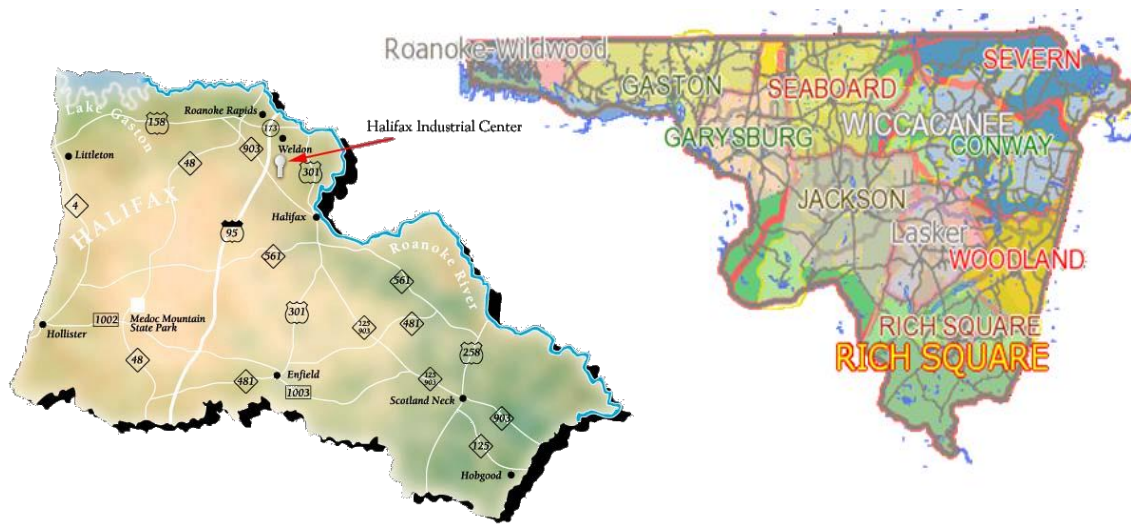 Lake Gaston
158
Roanoke Rapids
173
Weldon
Halifax Industrial Center
903
48
301
Littleton
4
HALIFAX
Halifax
95
561
Roanoke River
561
301
125
903
481
258
1002
Medoc Mountain
State Park
Hollister
48
481
Enfield
1003
125
903
Scotland Neck
903
125
Hobgood
Roanoke-Wildwood
GASTON
SEABOARD
SEVERN
GARYSBURG
WICCACANEE
CONWAY
JACKSON
Lasker
WOODLAND
RICH SQUARE
RICH SQUARE